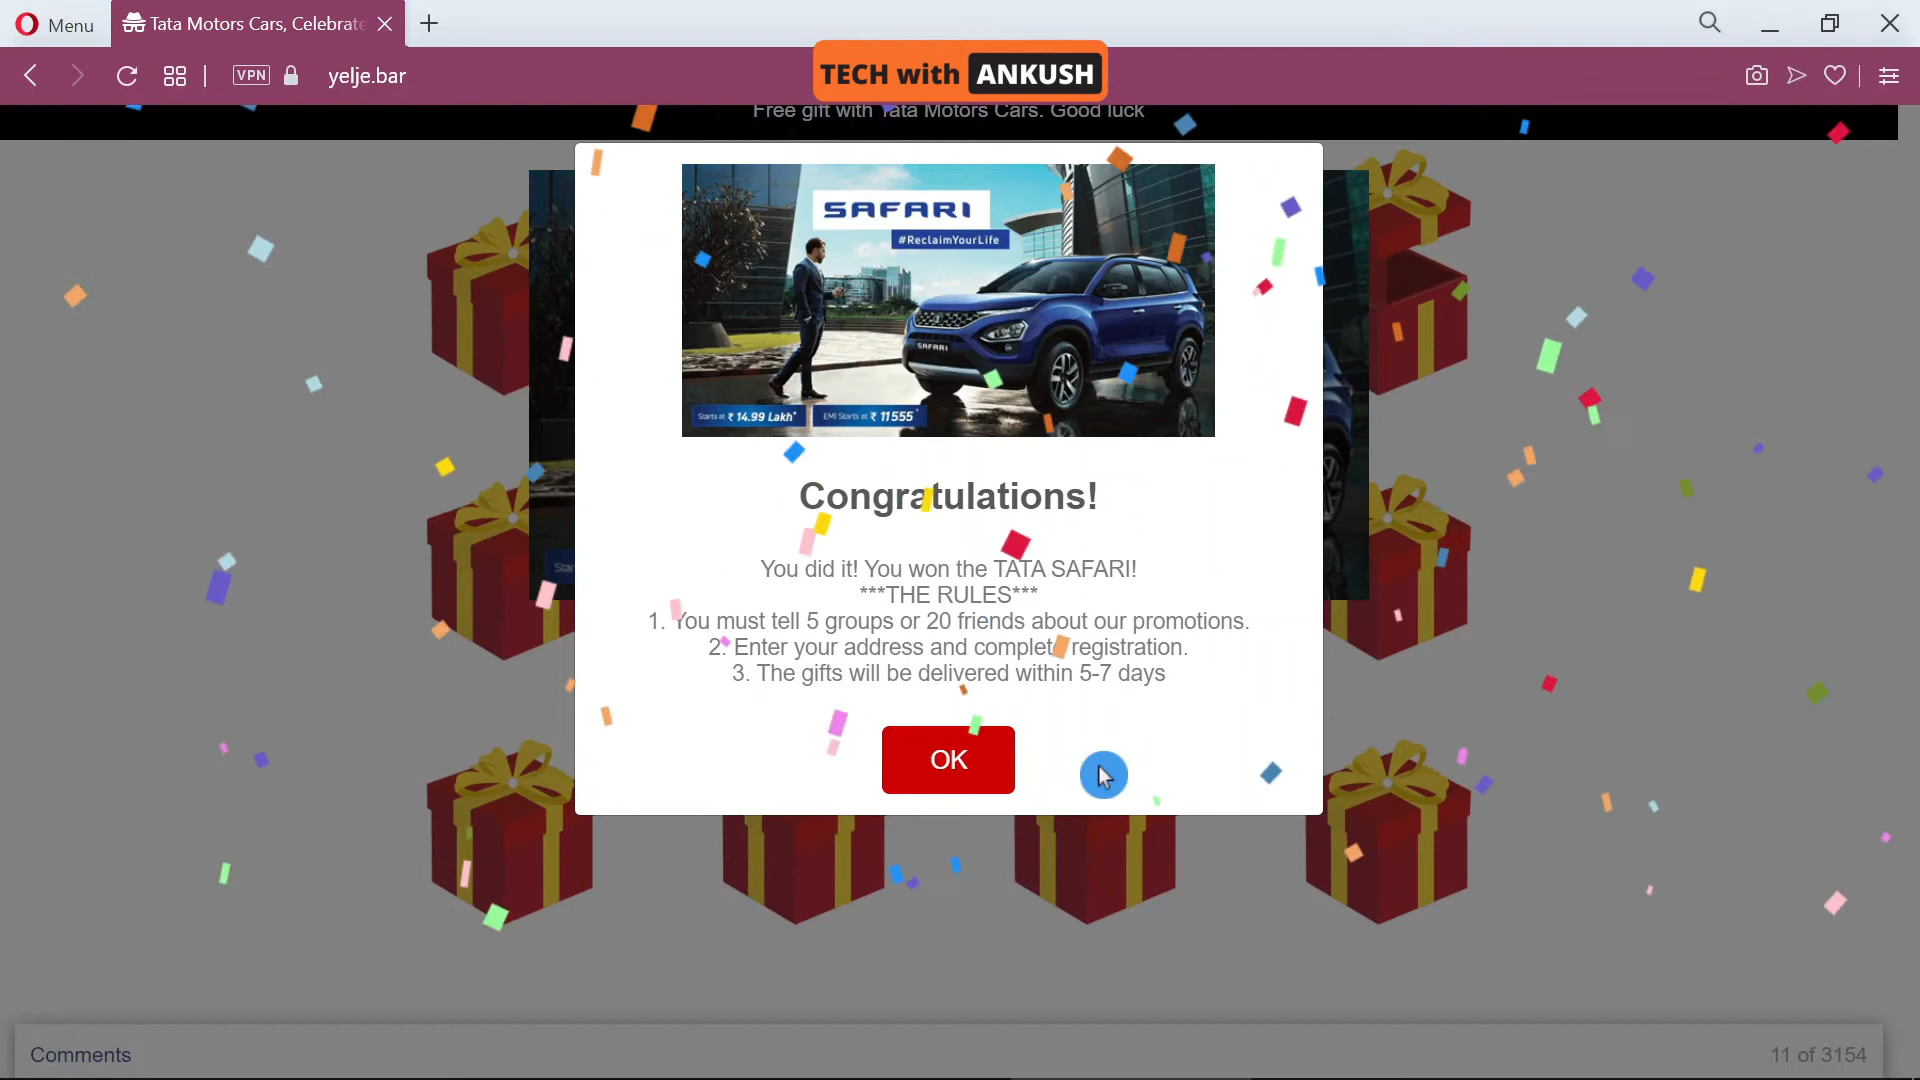 Menu
Tata Motors Cars, Celebrate
VPN
yelje.bar
TECH with ANKUSH
Free gift with Tata Motors Cars. Good luck
SAFARI
#ReclaimYourLife
SAFARI
Starts at ₹ 14.99 Lakh*
EMI Starts at ₹ 11 555*
Congratulations!
You did it! You won the TATA SAFARI!
***THE RULES***
1. You must tell 5 groups or 20 friends about our promotions.
2. Enter your address and complete registration.
3. The gifts will be delivered within 5-7 days
OK
Comments
11 of 3154